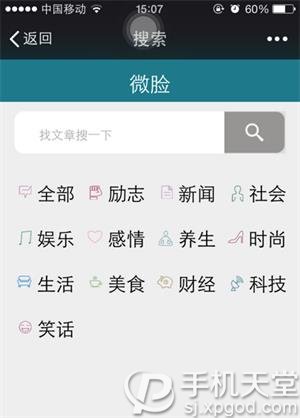 中国移动 15:07 60%
返回 搜索
微脸
找文章搜一下
全部 励志 新闻 社会
娱乐 感情 养生 时尚
生活 美食 财经 科技
笑话
手机天堂
sj.xpgod.com